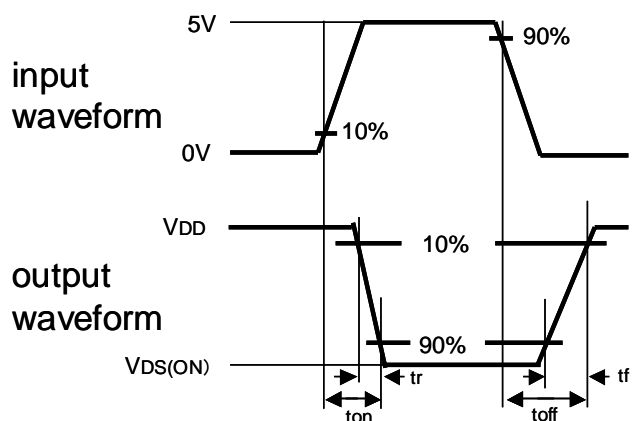 5V
90%
input
waveform
10%
0V
VDD
10%
output
waveform
90%
VDS(ON)
tr
tf
ton
toff